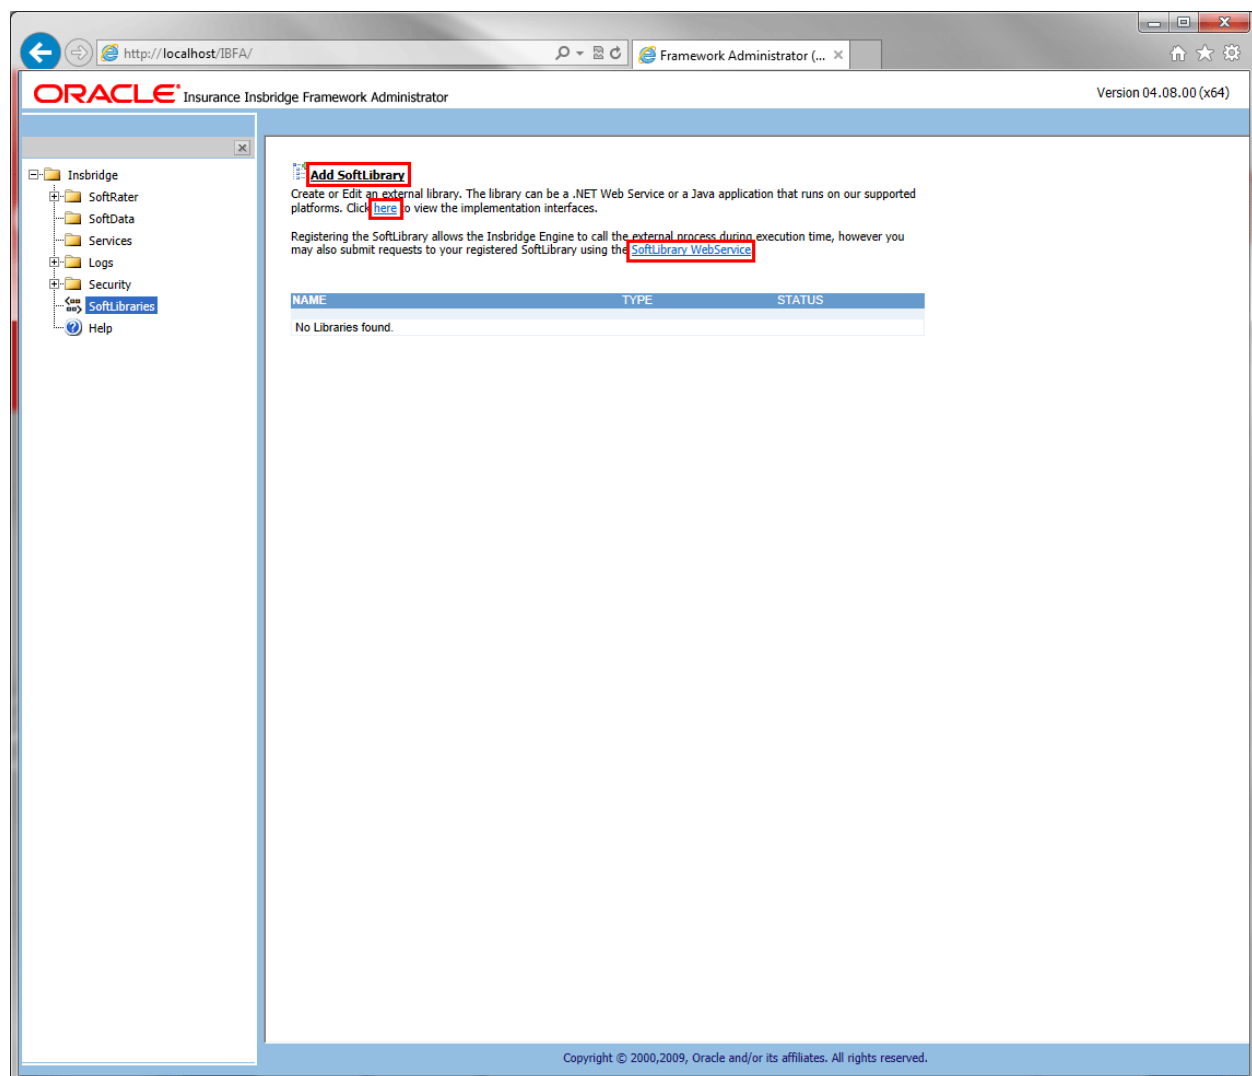 http://localhost/IBFA/
Framework Administrator (...
ORACLE Insurance Insbridge Framework Administrator
Version 04.08.00 (x64)
Insbridge
SoftRater
SoftData
Services
Logs
Security
SoftLibraries
Help
Add SoftLibrary
Create or Edit an external library. The library can be a .NET Web Service or a Java application that runs on our supported
platforms. Click here to view the implementation interfaces.
Registering the SoftLibrary allows the Insbridge Engine to call the external process during execution time, however you
may also submit requests to your registered SoftLibrary using the SoftLibrary WebService
NAME TYPE STATUS
No Libraries found.
Copyright © 2000,2009, Oracle and/or its affiliates. All rights reserved.